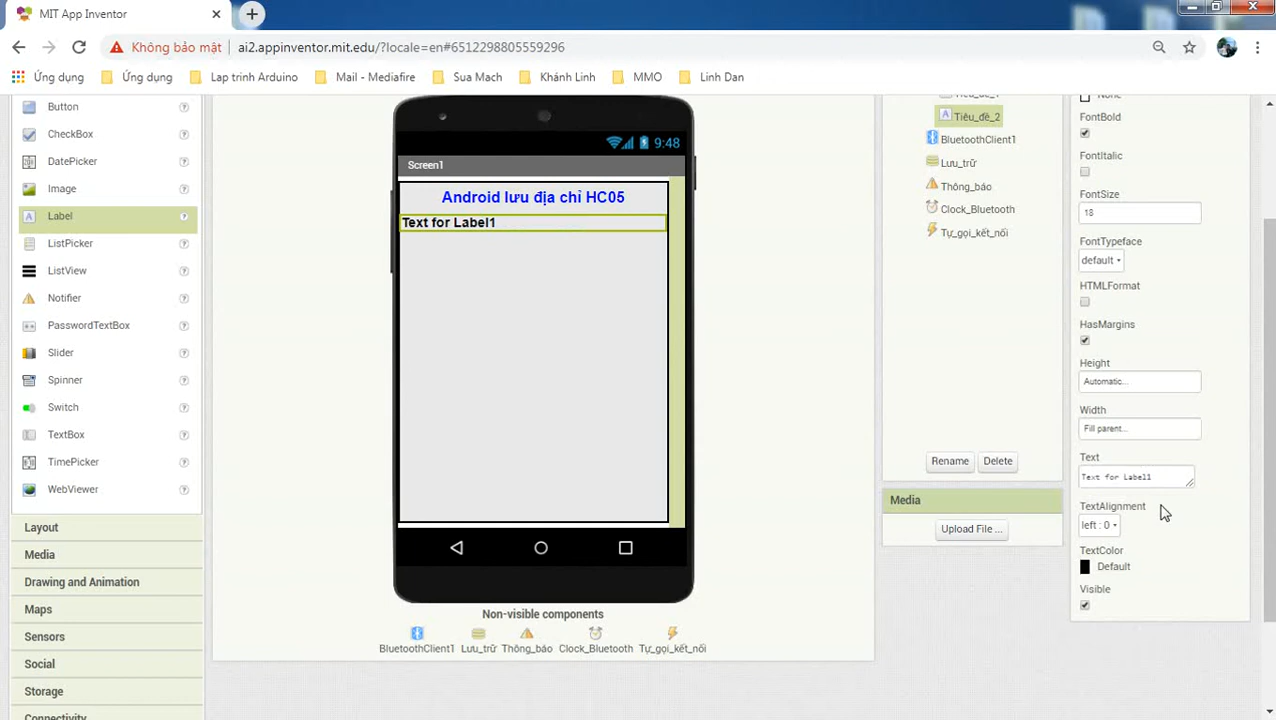 MIT App Inventor
Không bảo mật
ai2.appinventor.mit.edu/?locale=en#6512298805559296
Ứng dụng
Ứng dụng
Lap trinh Arduino
Mail - Mediafire
Sua Mach
Khánh Linh
MMO
Linh Dan
Button
CheckBox
DatePicker
Image
Label
ListPicker
ListView
Notifier
PasswordTextBox
Slider
Spinner
Switch
TextBox
TimePicker
WebViewer
Layout
Media
Drawing and Animation
Maps
Sensors
Social
Storage
Connectivity
9:48
Screen1
Android lưu địa chỉ HC05
Text for Label1
Non-visible components
BluetoothClient1
Lưu_trữ
Thông_báo
Clock_Bluetooth
Tự_gọi_kết_nối
Tiêu_đề_1
Tiêu_đề_2
BluetoothClient1
Lưu_trữ
Thông_báo
Clock_Bluetooth
Tự_gọi_kết_nối
Rename
Delete
Media
Upload File ...
None
FontBold
FontItalic
FontSize
18
FontTypeface
default
HTMLFormat
HasMargins
Height
Automatic...
Width
Fill parent...
Text
Text for Label1
TextAlignment
left : 0
TextColor
Default
Visible